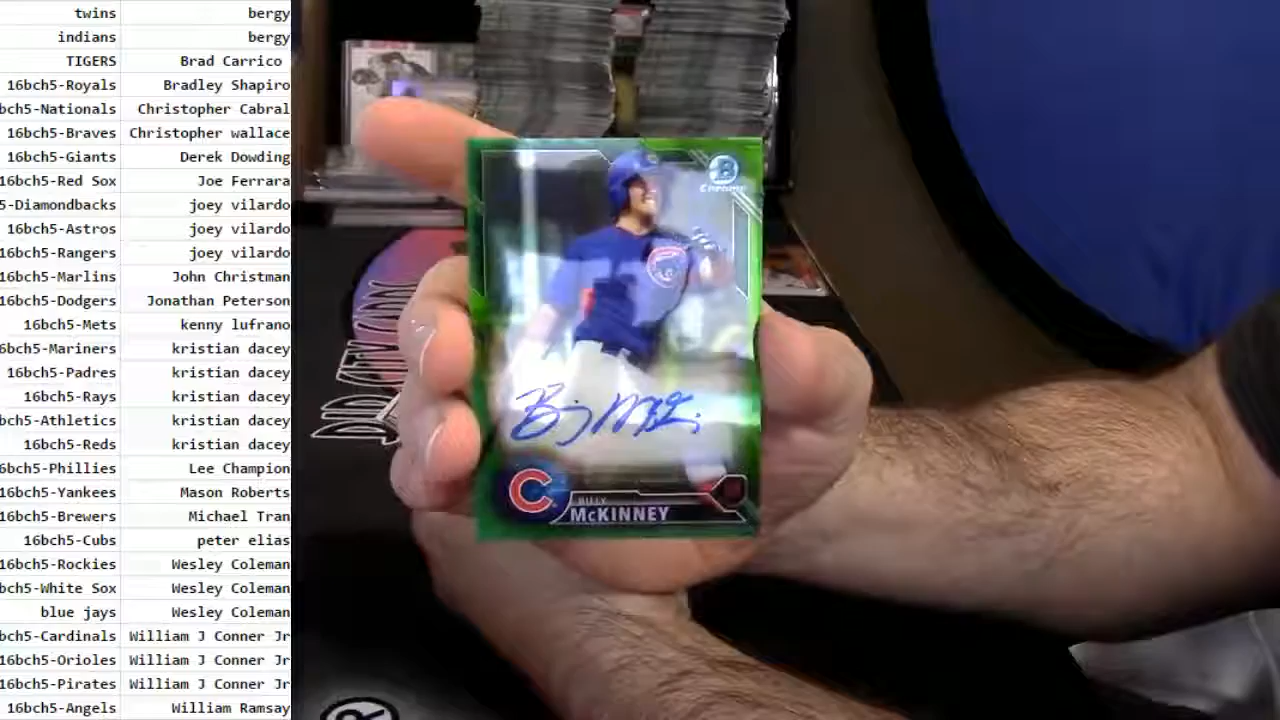 twins bergy
indians bergy
TIGERS Brad Carrico
16bch5-Royals Bradley Shapiro
bch5-Nationals Christopher Cabral
16bch5-Braves Christopher wallace
16bch5-Giants Derek Dowding
16bch5-Red Sox Joe Ferrara
5-Diamondbacks joey vilardo
16bch5-Astros joey vilardo
16bch5-Rangers joey vilardo
16bch5-Marlins John Christman
16bch5-Dodgers Jonathan Peterson
16bch5-Mets kenny lufrano
6bch5-Mariners kristian dacey
16bch5-Padres kristian dacey
16bch5-Rays kristian dacey
6bch5-Athletics kristian dacey
16bch5-Reds kristian dacey
6bch5-Phillies Lee Champion
16bch5-Yankees Mason Roberts
16bch5-Brewers Michael Tran
16bch5-Cubs peter elias
16bch5-Rockies Wesley Coleman
bch5-White Sox Wesley Coleman
blue jays Wesley Coleman
bch5-Cardinals William J Conner Jr
16bch5-Orioles William J Conner Jr
16bch5-Pirates William J Conner Jr
16bch5-Angels William Ramsay
B
Chrome
C
BILLY
McKINNEY